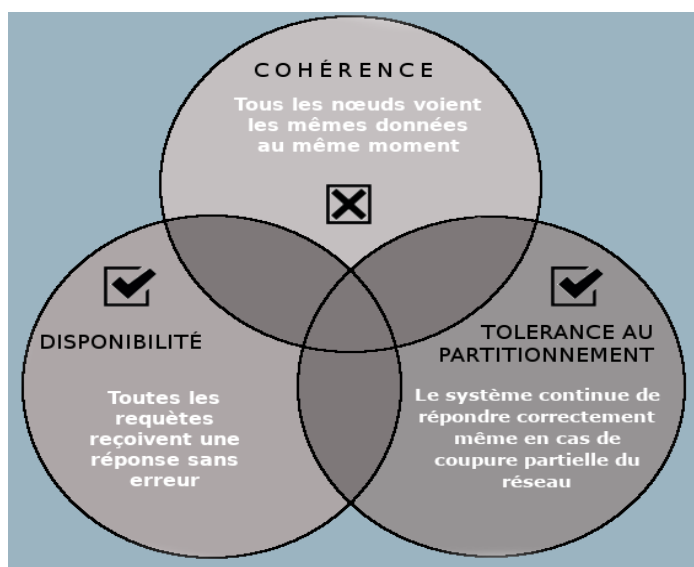 COHÉRENCE
Tous les nœuds voient
les mêmes données
au même moment
DISPONIBILITÉ
Toutes les
requètes
reçoivent une
réponse sans
erreur
TOLERANCE AU
PARTITIONNEMENT
Le système continue de
répondre correctement
même en cas de
coupure partielle du
réseau